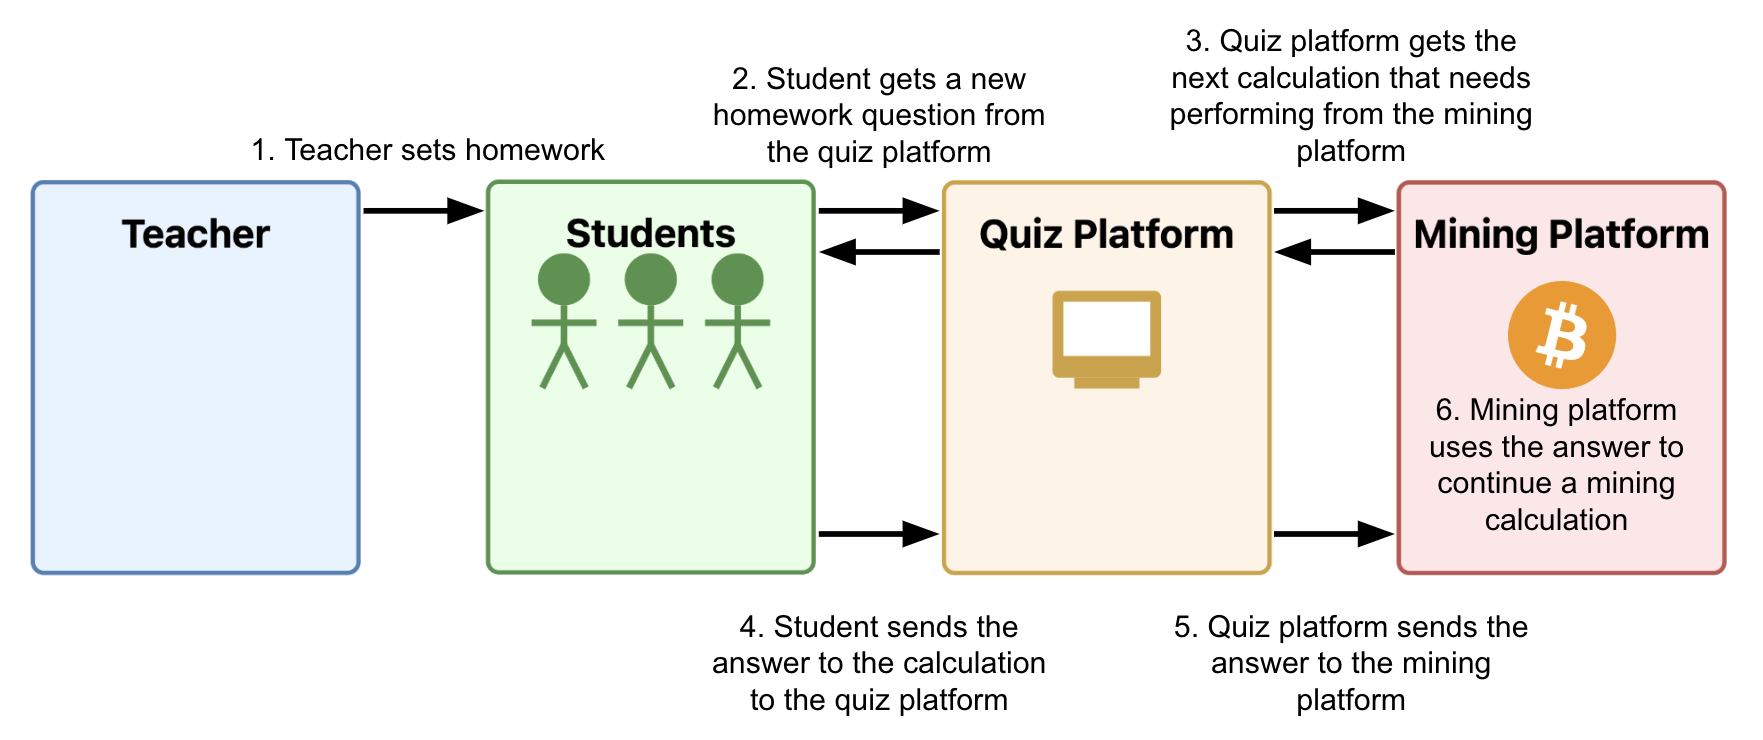 3. Quiz platform gets the
next calculation that needs
performing from the mining
platform
2. Student gets a new
homework question from
the quiz platform
1. Teacher sets homework
Teacher
Students
Quiz Platform
Mining Platform
6. Mining platform
uses the answer to
continue a mining
calculation
4. Student sends the
answer to the calculation
to the quiz platform
5. Quiz platform sends the
answer to the mining
platform